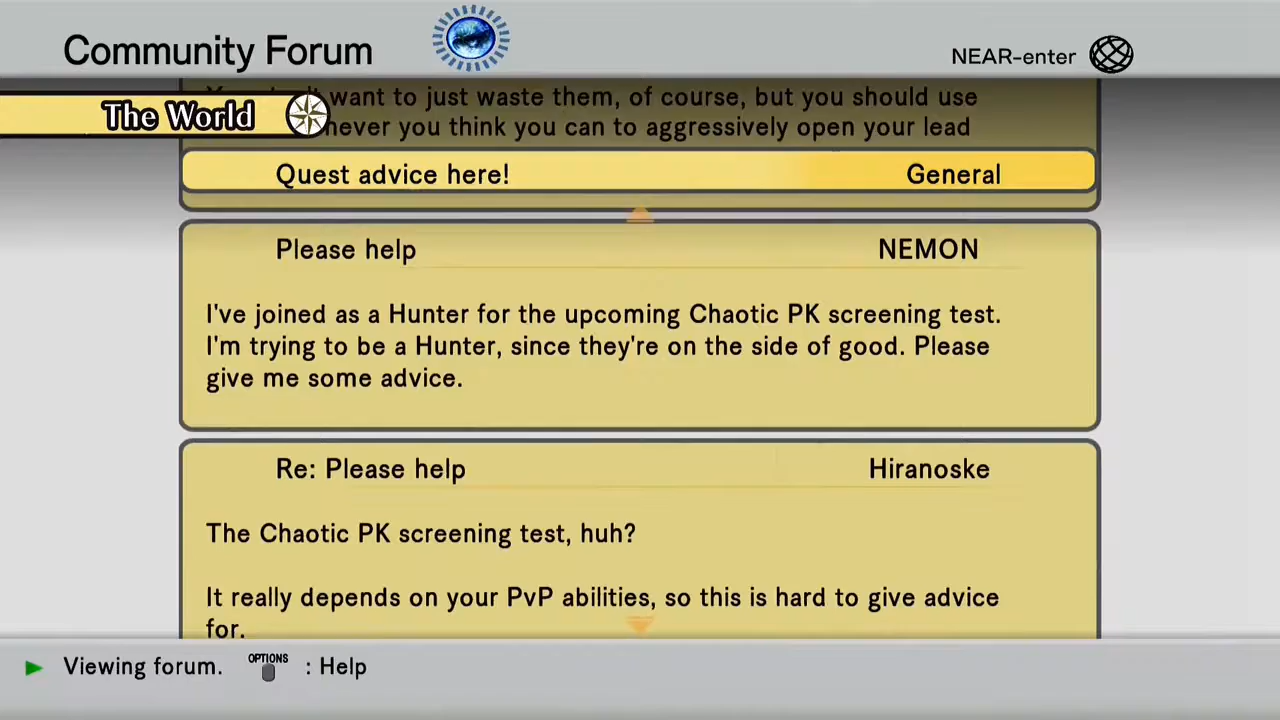 Community Forum
NEAR-enter
want to just waste them, of course, but you should use
The World
never you think you can to aggressively open your lead
Quest advice here!
General
Please help
NEMON
I've joined as a Hunter for the upcoming Chaotic PK screening test.
I'm trying to be a Hunter, since they're on the side of good. Please
give me some advice.
Re: Please help
Hiranoske
The Chaotic PK screening test, huh?
It really depends on your PvP abilities, so this is hard to give advice
for.
Viewing forum.
OPTIONS
: Help